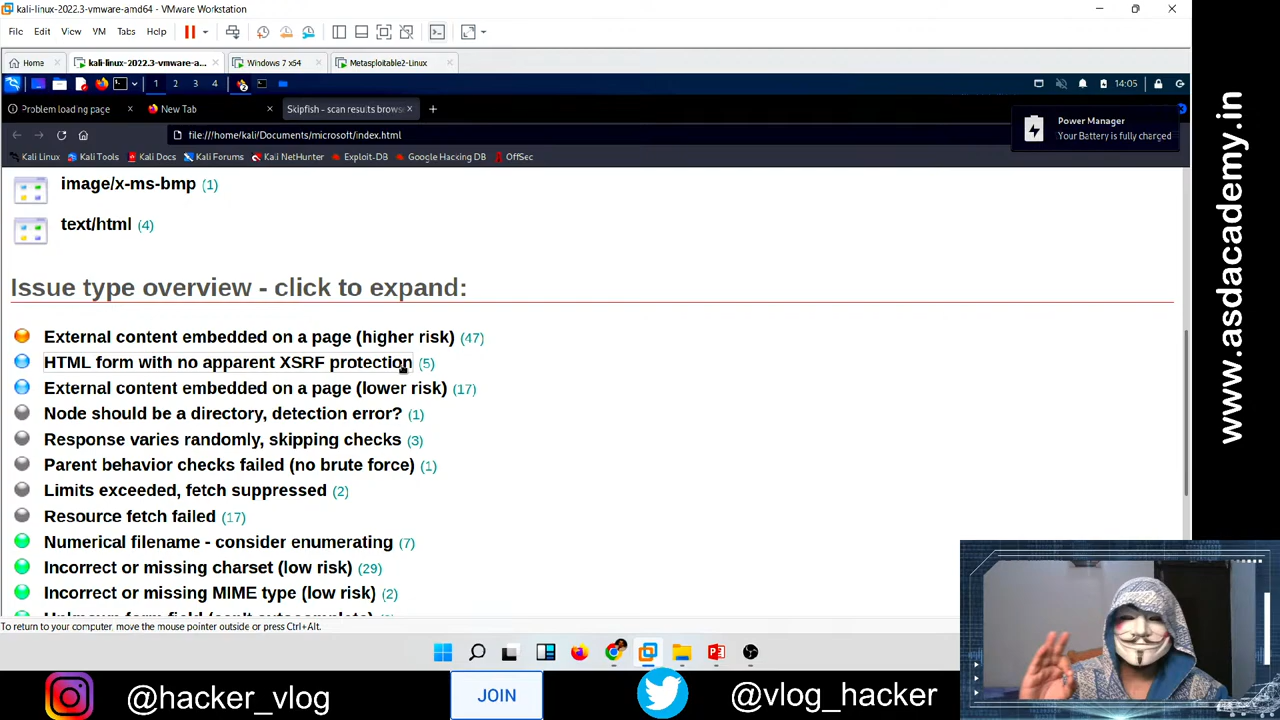 kali-linux-2022.3-vmware-amd64 - VMware Workstation
File Edit View VM Tabs Help
Home kali-linux-2022.3-vmware-a... Windows 7 x64 Metasploitable2-Linux
1 2 3 4 14:05
Problem loading page New Tab Skipfish - scan results brows
file:///home/kali/Documents/microsoft/index.html
Power Manager
Your Battery is fully charged
Kali Linux Kali Tools Kali Docs Kali Forums Kali NetHunter Exploit-DB Google Hacking DB OffSec
image/x-ms-bmp (1)
text/html (4)
Issue type overview - click to expand:
External content embedded on a page (higher risk) (47)
HTML form with no apparent XSRF protection (5)
External content embedded on a page (lower risk) (17)
Node should be a directory, detection error? (1)
Response varies randomly, skipping checks (3)
Parent behavior checks failed (no brute force) (1)
Limits exceeded, fetch suppressed (2)
Resource fetch failed (17)
Numerical filename - consider enumerating (7)
Incorrect or missing charset (low risk) (29)
Incorrect or missing MIME type (low risk) (2)
To return to your computer, move the mouse pointer outside or press Ctrl+Alt.
@hacker_vlog JOIN @vlog_hacker
www.asdacademy.in